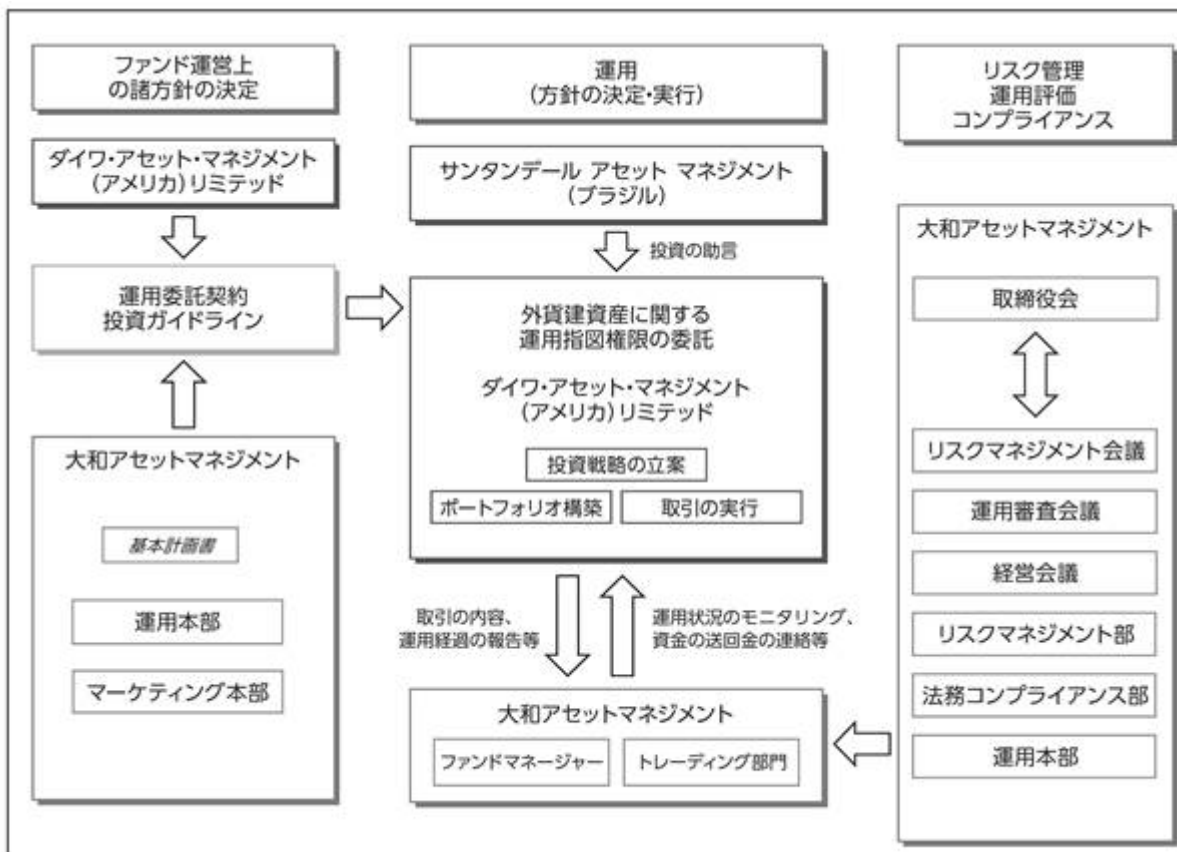 ファンド運営上
の諸方針の決定
ダイワ・アセット・マネジメント
(アメリカ)リミテッド
運用委託契約
投資ガイドライン
大和アセットマネジメント
基本計画書
運用本部
マーケティング本部
運用
(方針の決定・実行)
サンタンデール アセット マネジメント
(ブラジル)
投資の助言
外貨建資産に関する
運用指図権限の委託
ダイワ・アセット・マネジメント
(アメリカ)リミテッド
投資戦略の立案
ポートフォリオ構築
取引の実行
取引の内容、
運用経過の報告等
運用状況のモニタリング、
資金の送回金の連絡等
大和アセットマネジメント
ファンドマネージャー
トレーディング部門
リスク管理
運用評価
コンプライアンス
大和アセットマネジメント
取締役会
リスクマネジメント会議
運用審査会議
経営会議
リスクマネジメント部
法務コンプライアンス部
運用本部